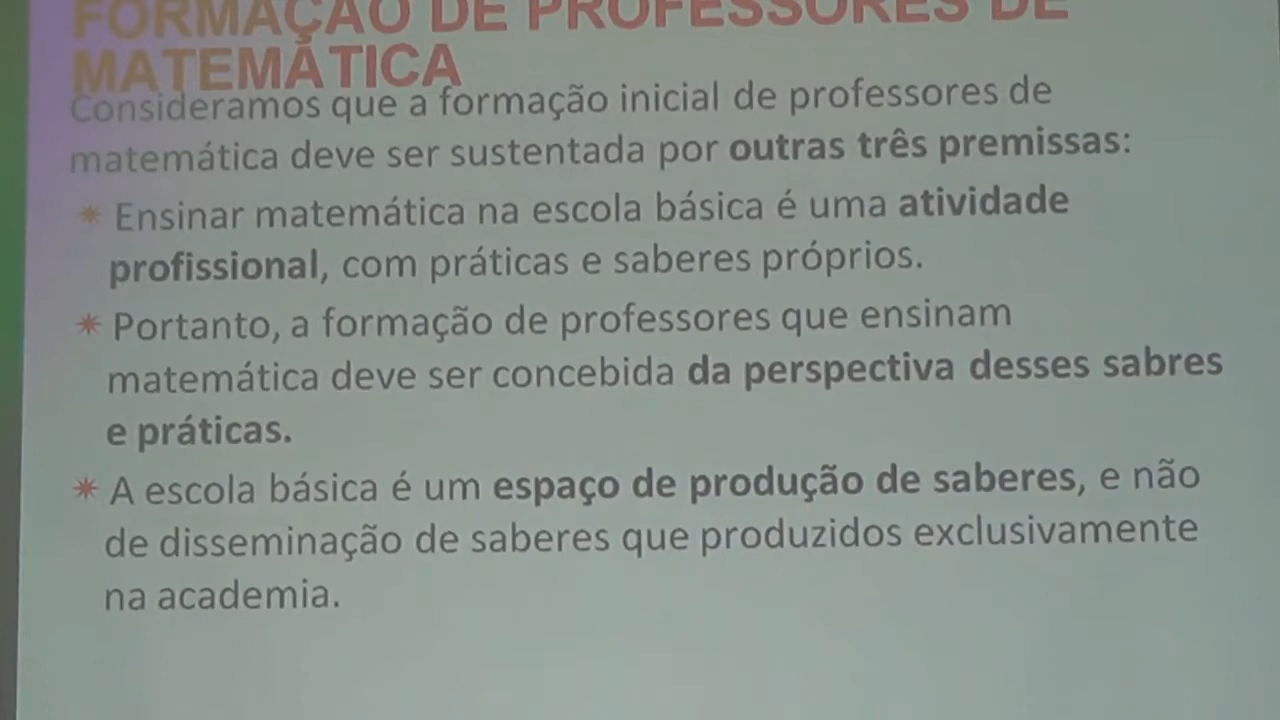 FORMAÇÃO DE PROFESSORES DE
MATEMÁTICA
Consideramos que a formação inicial de professores de
matemática deve ser sustentada por outras três premissas:
Ensinar matemática na escola básica é uma atividade
profissional, com práticas e saberes próprios.
Portanto, a formação de professores que ensinam
matemática deve ser concebida da perspectiva desses sabres
e práticas.
A escola básica é um espaço de produção de saberes, e não
de disseminação de saberes que produzidos exclusivamente
na academia.